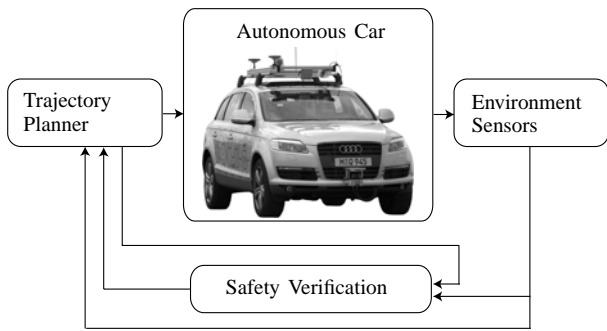 Autonomous Car
Trajectory
Planner
Environment
Sensors
Safety Verification